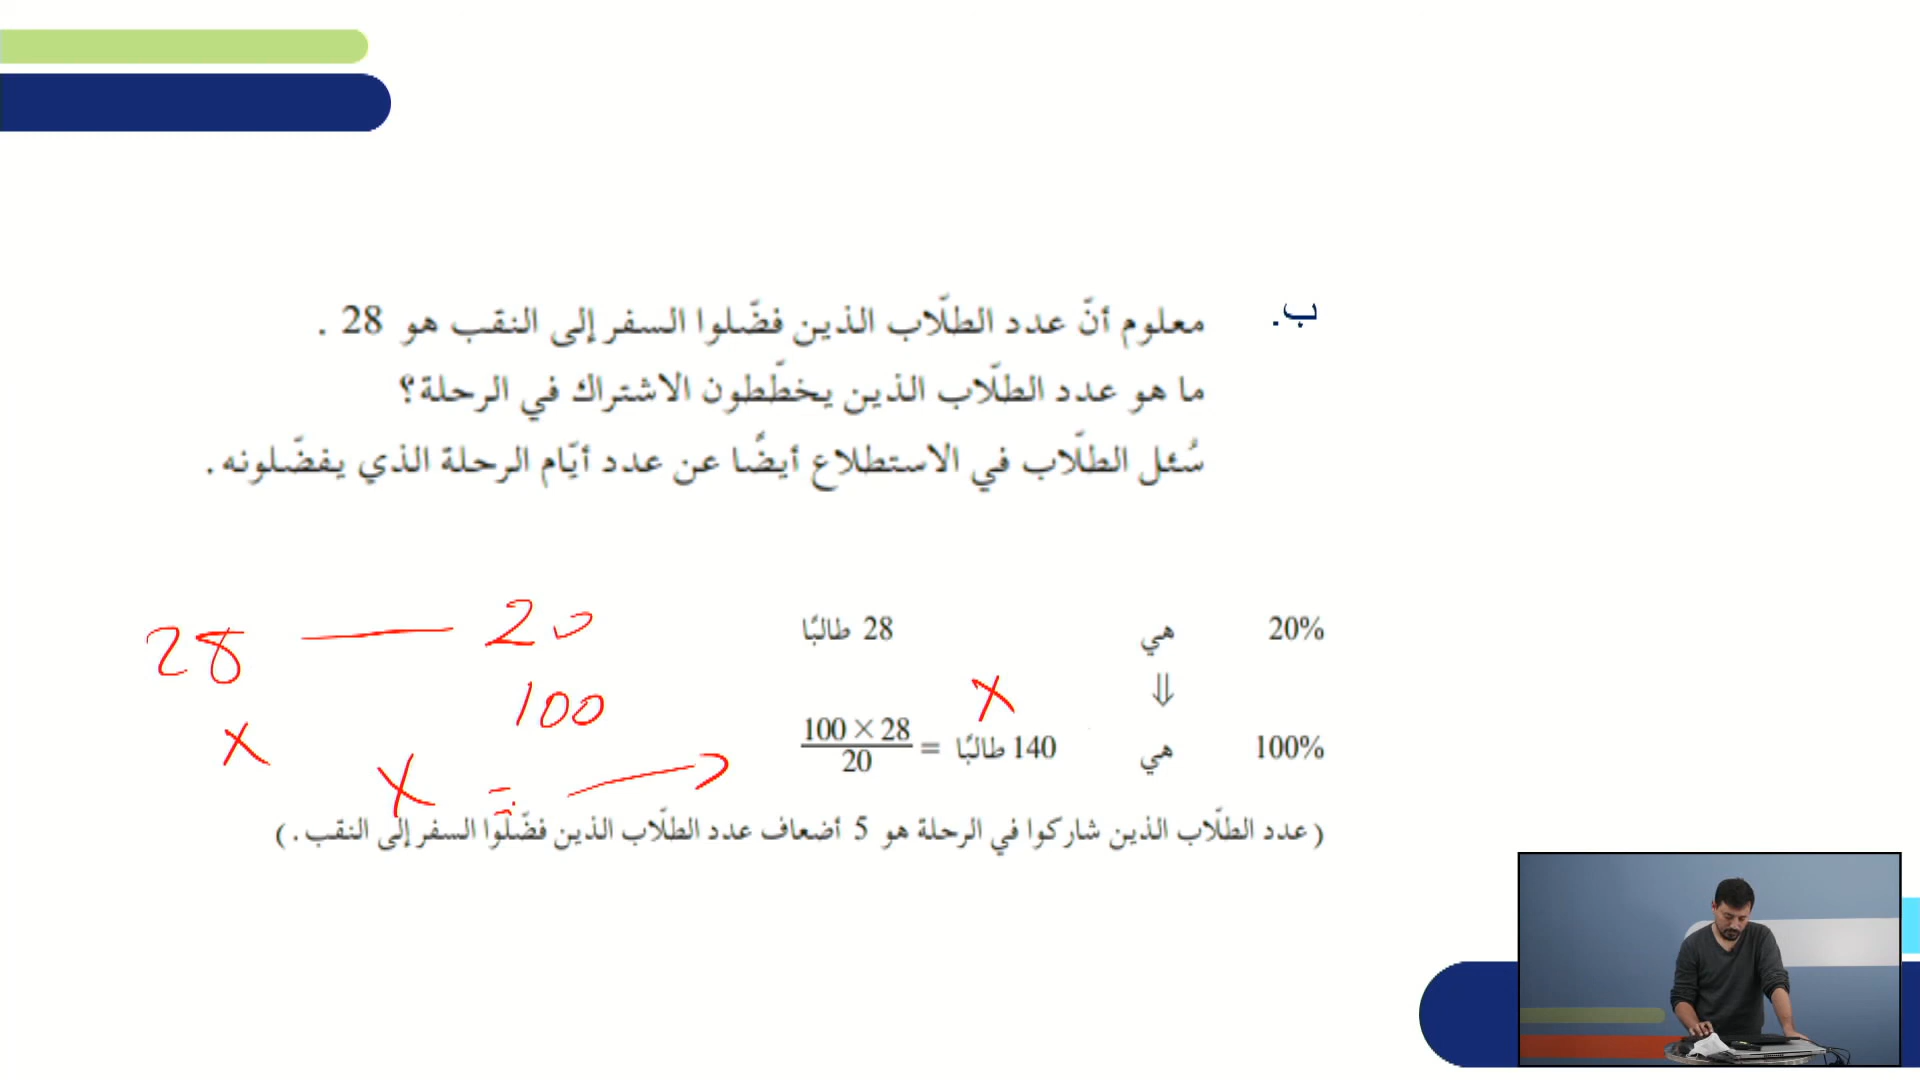 ب. معلوم أنّ عدد الطلّاب الذين فضّلوا السفر إلى النقب هو 28 .
ما هو عدد الطلّاب الذين يخطّطون الاشتراك في الرحلة؟
سُئل الطلّاب في الاستطلاع أيضًا عن عدد أيّام الرحلة الذي يفضّلونه .
20% هي 28 طالبًا
⇓
100% هي 140 طالبًا = 100 × 28 / 20
28 — 20
x 100
x
x = →
( عدد الطلّاب الذين شاركوا في الرحلة هو 5 أضعاف عدد الطلّاب الذين فضّلوا السفر إلى النقب . )